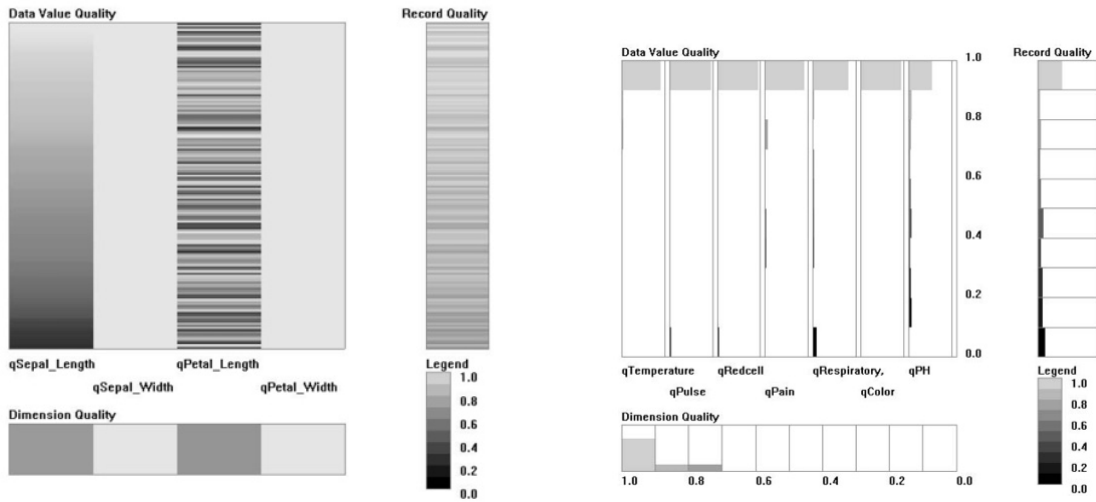 Data Value Quality
Record Quality
qSepal_Length
qPetal_Length
qSepal_Width
qPetal_Width
Legend
1.0
0.8
0.6
0.4
0.2
0.0
Dimension Quality
Data Value Quality
Record Quality
1.0
0.8
0.6
0.4
0.2
0.0
qTemperature
qRedcell
qRespiratory,
qPH
qPulse
qPain
qColor
Legend
1.0
0.8
0.6
0.4
0.2
0.0
Dimension Quality
1.0
0.8
0.6
0.4
0.2
0.0